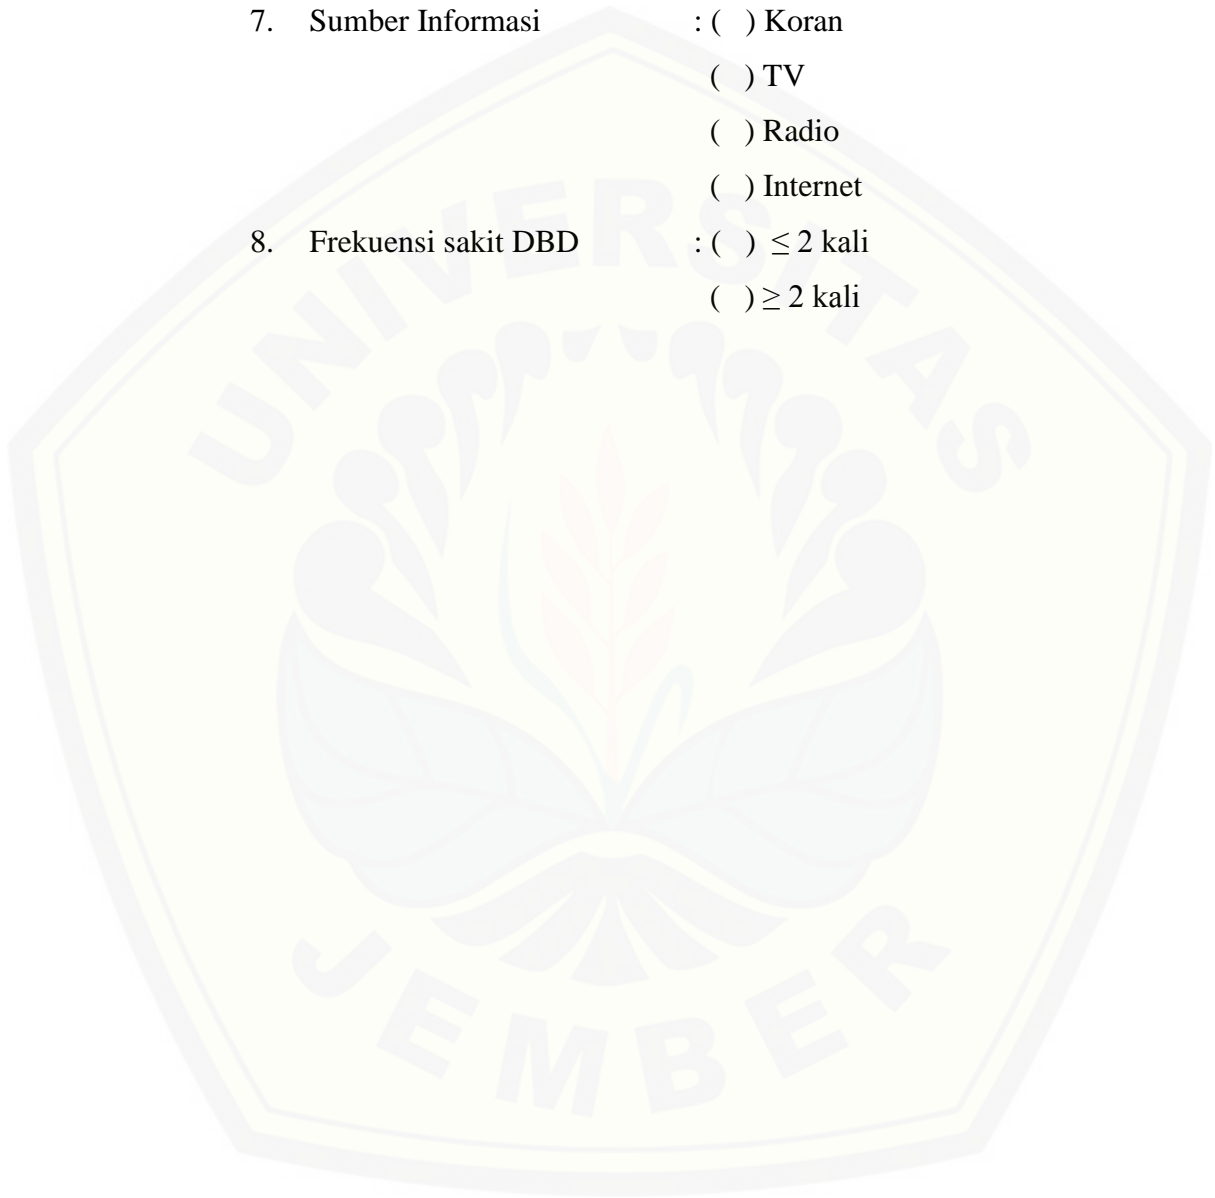 7. Sumber Informasi : ( ) Koran
( ) TV
( ) Radio
( ) Internet
8. Frekuensi sakit DBD : ( ) ≤ 2 kali
( ) ≥ 2 kali
UNIVERSITAS
JEMBER